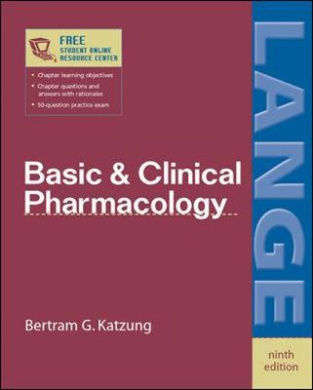 FREE
STUDENT ONLINE
RESOURCE CENTER
• Chapter learning objectives
• Chapter questions and
answers with rationales
• 50-question practice exam
LANGE
Basic & Clinical
Pharmacology
Bertram G. Katzung
ninth
edition